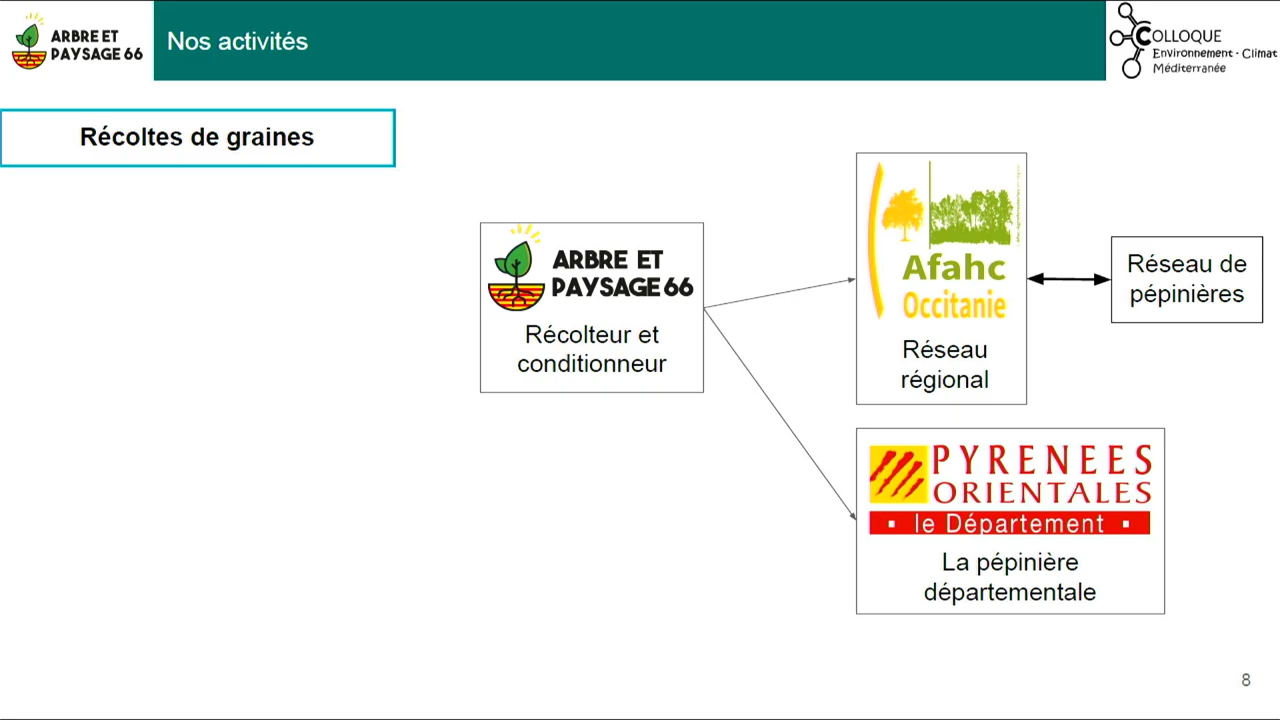 ARBRE ET
PAYSAGE 66
Nos activités
COLLOQUE
Environnement - Climat
Méditerranée
Récoltes de graines
ARBRE ET
PAYSAGE 66
Récolteur et
conditionneur
Afahc
Occitanie
Réseau
régional
Réseau de
pépinières
PYRENEES
ORIENTALES
le Département
La pépinière
départementale
8